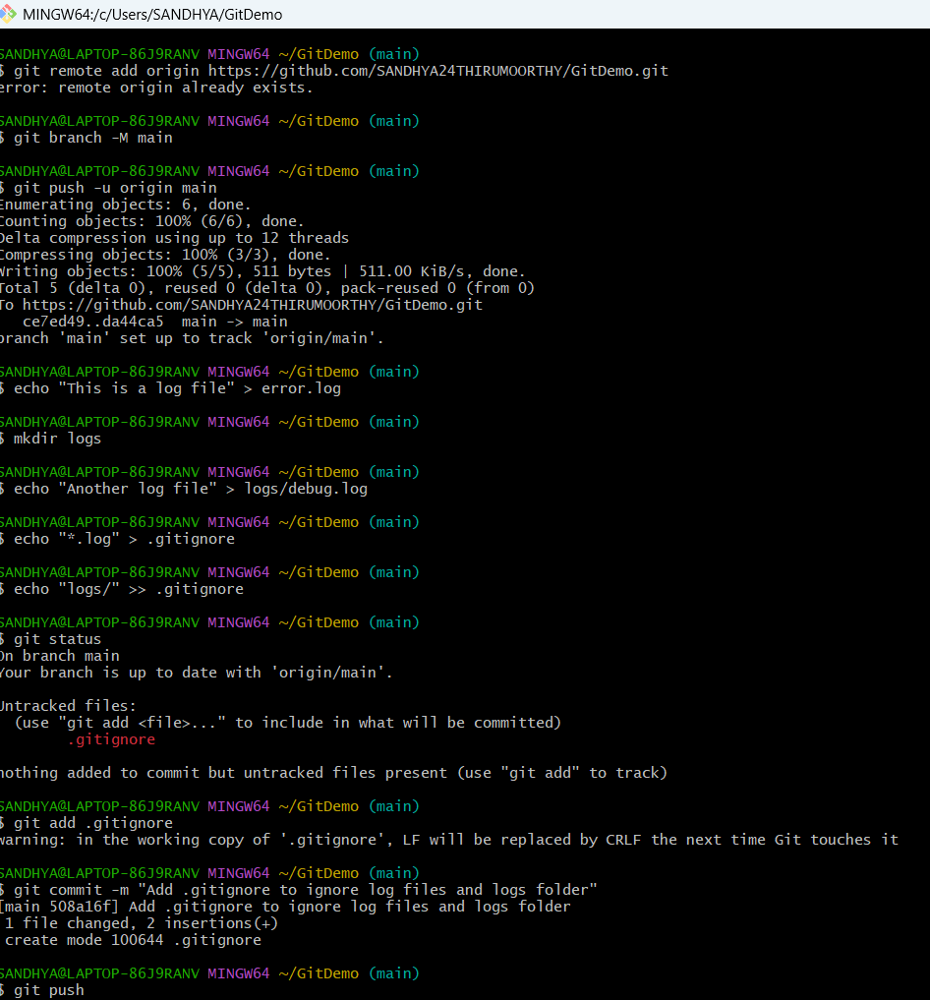 MINGW64:/c/Users/SANDHYA/GitDemo
SANDHYA@LAPTOP-86J9RANV MINGW64 ~/GitDemo (main)
$ git remote add origin https://github.com/SANDHYA24THIRUMOORTHY/GitDemo.git
error: remote origin already exists.
SANDHYA@LAPTOP-86J9RANV MINGW64 ~/GitDemo (main)
$ git branch -M main
SANDHYA@LAPTOP-86J9RANV MINGW64 ~/GitDemo (main)
$ git push -u origin main
Enumerating objects: 6, done.
Counting objects: 100% (6/6), done.
Delta compression using up to 12 threads
Compressing objects: 100% (3/3), done.
Writing objects: 100% (5/5), 511 bytes | 511.00 KiB/s, done.
Total 5 (delta 0), reused 0 (delta 0), pack-reused 0 (from 0)
To https://github.com/SANDHYA24THIRUMOORTHY/GitDemo.git
   ce7ed49..da44ca5  main -> main
branch 'main' set up to track 'origin/main'.
SANDHYA@LAPTOP-86J9RANV MINGW64 ~/GitDemo (main)
$ echo "This is a log file" > error.log
SANDHYA@LAPTOP-86J9RANV MINGW64 ~/GitDemo (main)
$ mkdir logs
SANDHYA@LAPTOP-86J9RANV MINGW64 ~/GitDemo (main)
$ echo "Another log file" > logs/debug.log
SANDHYA@LAPTOP-86J9RANV MINGW64 ~/GitDemo (main)
$ echo "*.log" > .gitignore
SANDHYA@LAPTOP-86J9RANV MINGW64 ~/GitDemo (main)
$ echo "logs/" >> .gitignore
SANDHYA@LAPTOP-86J9RANV MINGW64 ~/GitDemo (main)
$ git status
On branch main
Your branch is up to date with 'origin/main'.
Untracked files:
  (use "git add <file>..." to include in what will be committed)
        .gitignore
nothing added to commit but untracked files present (use "git add" to track)
SANDHYA@LAPTOP-86J9RANV MINGW64 ~/GitDemo (main)
$ git add .gitignore
warning: in the working copy of '.gitignore', LF will be replaced by CRLF the next time Git touches it
SANDHYA@LAPTOP-86J9RANV MINGW64 ~/GitDemo (main)
$ git commit -m "Add .gitignore to ignore log files and logs folder"
[main 508a16f] Add .gitignore to ignore log files and logs folder
 1 file changed, 2 insertions(+)
 create mode 100644 .gitignore
SANDHYA@LAPTOP-86J9RANV MINGW64 ~/GitDemo (main)
$ git push